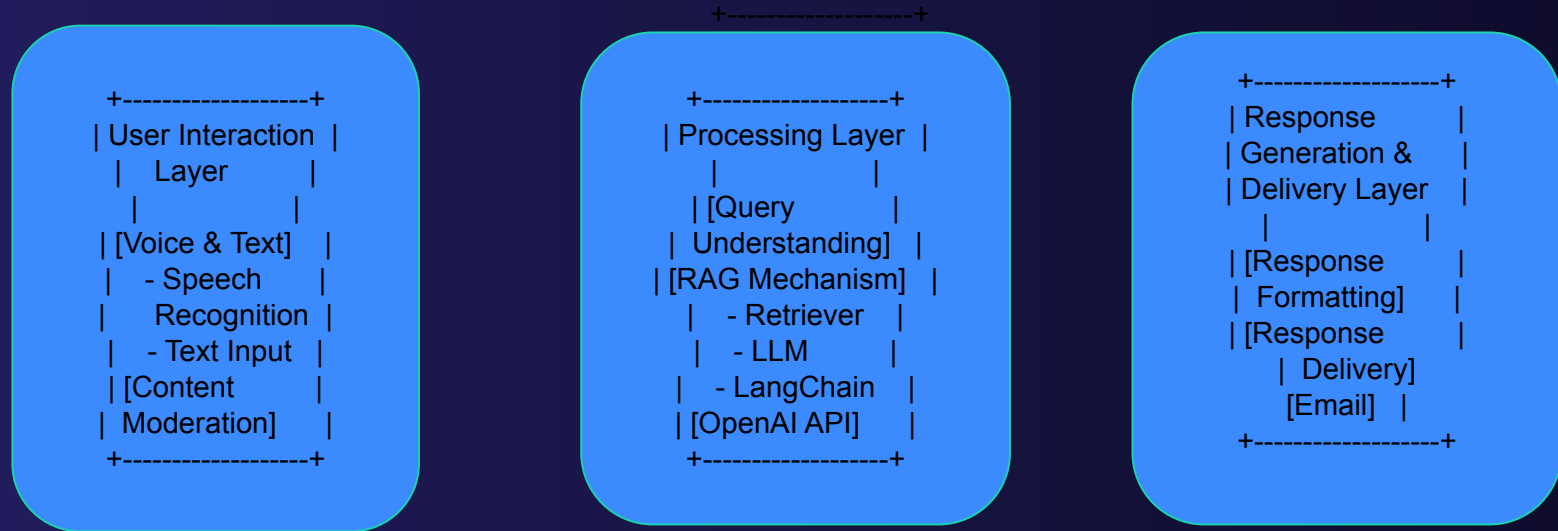 +-------------------+
+-------------------+
| User Interaction |
| Layer |
| |
| [Voice & Text] |
| - Speech |
| Recognition |
| - Text Input |
| [Content |
| Moderation] |
+-------------------+
+-------------------+
| Processing Layer |
| |
| [Query |
| Understanding] |
| [RAG Mechanism] |
| - Retriever |
| - LLM |
| - LangChain |
| [OpenAI API] |
+-------------------+
+-------------------+
| Response |
| Generation & |
| Delivery Layer |
| |
| [Response |
| Formatting] |
| [Response |
| Delivery]
[Email] |
+-------------------+